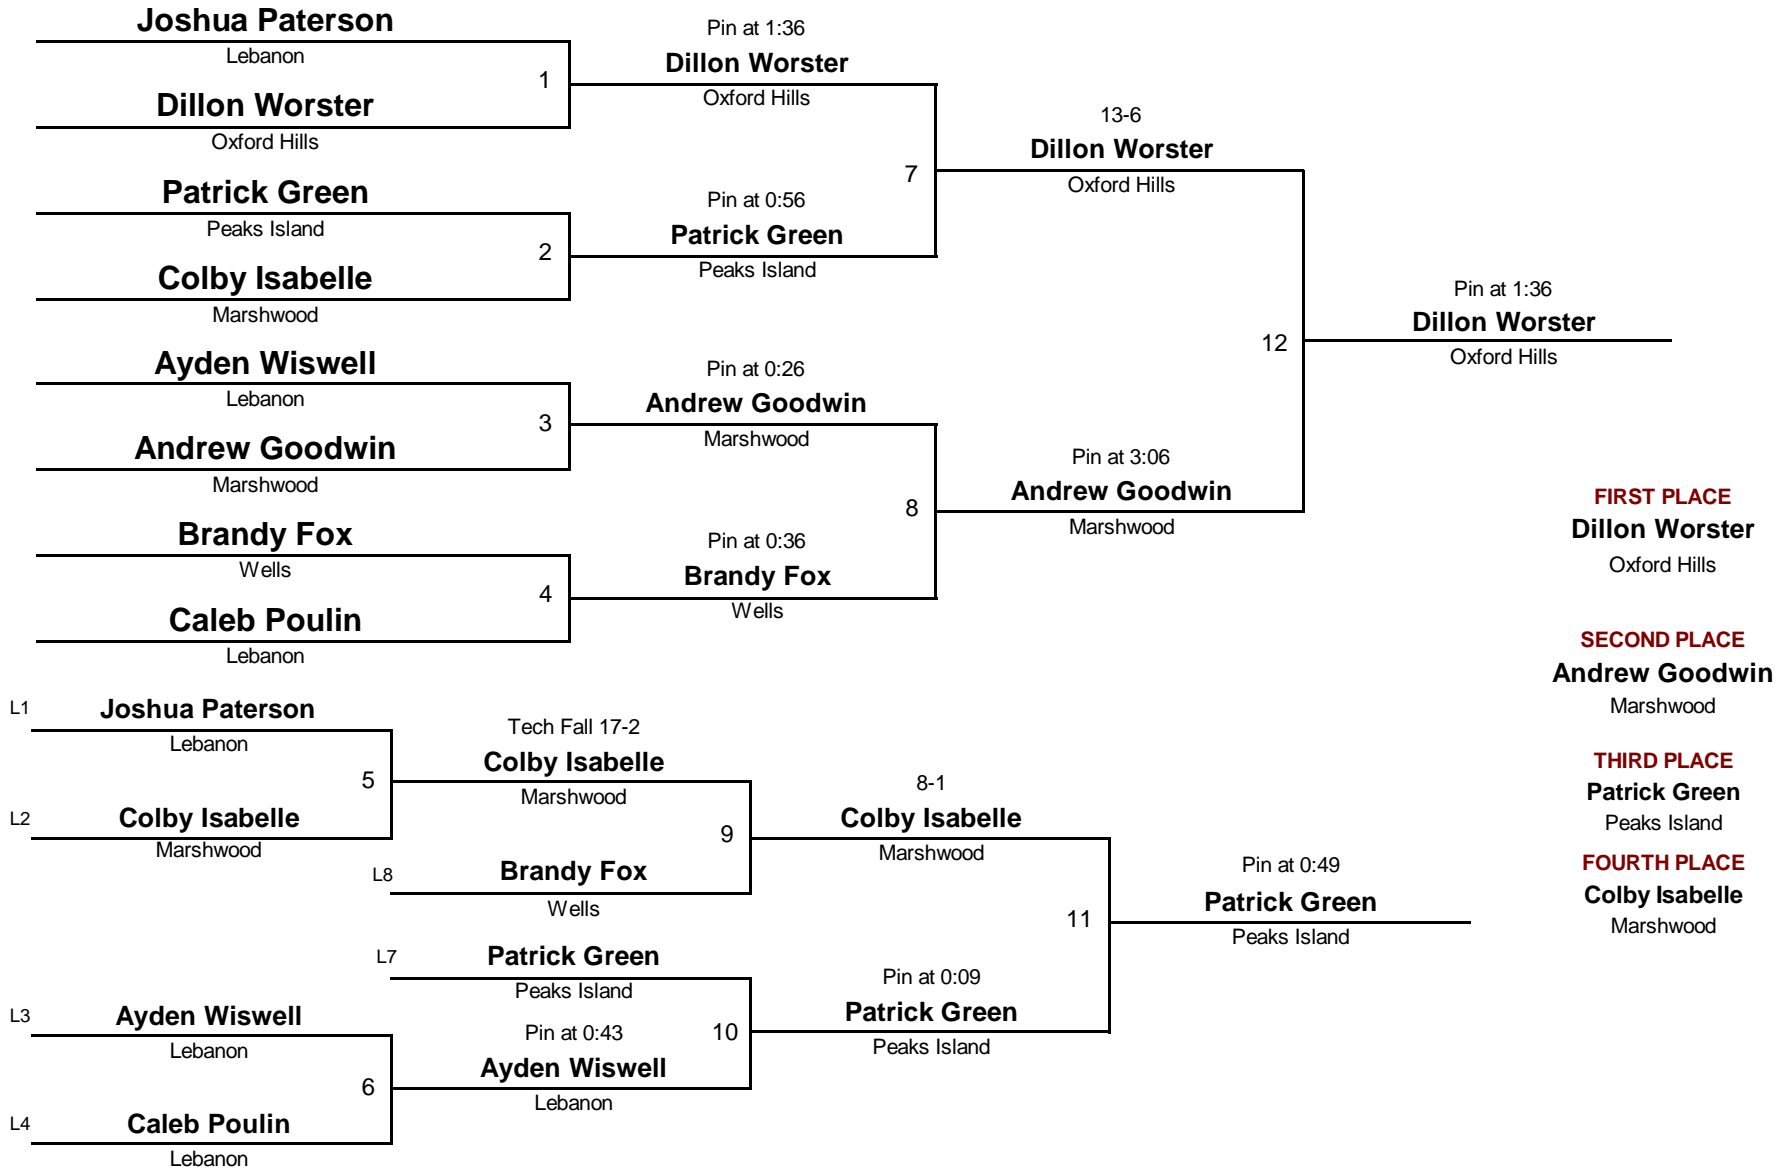 Joshua Paterson
Lebanon
1
Dillon Worster
Oxford Hills
Pin at 1:36
Dillon Worster
Oxford Hills
Patrick Green
Peaks Island
2
Colby Isabelle
Marshwood
Pin at 0:56
Patrick Green
Peaks Island
7
13-6
Dillon Worster
Oxford Hills
Ayden Wiswell
Lebanon
3
Andrew Goodwin
Marshwood
Pin at 0:26
Andrew Goodwin
Marshwood
Brandy Fox
Wells
4
Caleb Poulin
Lebanon
Pin at 0:36
Brandy Fox
Wells
8
Pin at 3:06
Andrew Goodwin
Marshwood
12
Pin at 1:36
Dillon Worster
Oxford Hills
FIRST PLACE
Dillon Worster
Oxford Hills
SECOND PLACE
Andrew Goodwin
Marshwood
THIRD PLACE
Patrick Green
Peaks Island
FOURTH PLACE
Colby Isabelle
Marshwood
L1
Joshua Paterson
Lebanon
5
L2
Colby Isabelle
Marshwood
Tech Fall 17-2
Colby Isabelle
Marshwood
9
L8
Brandy Fox
Wells
8-1
Colby Isabelle
Marshwood
L7
Patrick Green
Peaks Island
L3
Ayden Wiswell
Lebanon
6
L4
Caleb Poulin
Lebanon
Pin at 0:43
Ayden Wiswell
Lebanon
10
Pin at 0:09
Patrick Green
Peaks Island
11
Pin at 0:49
Patrick Green
Peaks Island